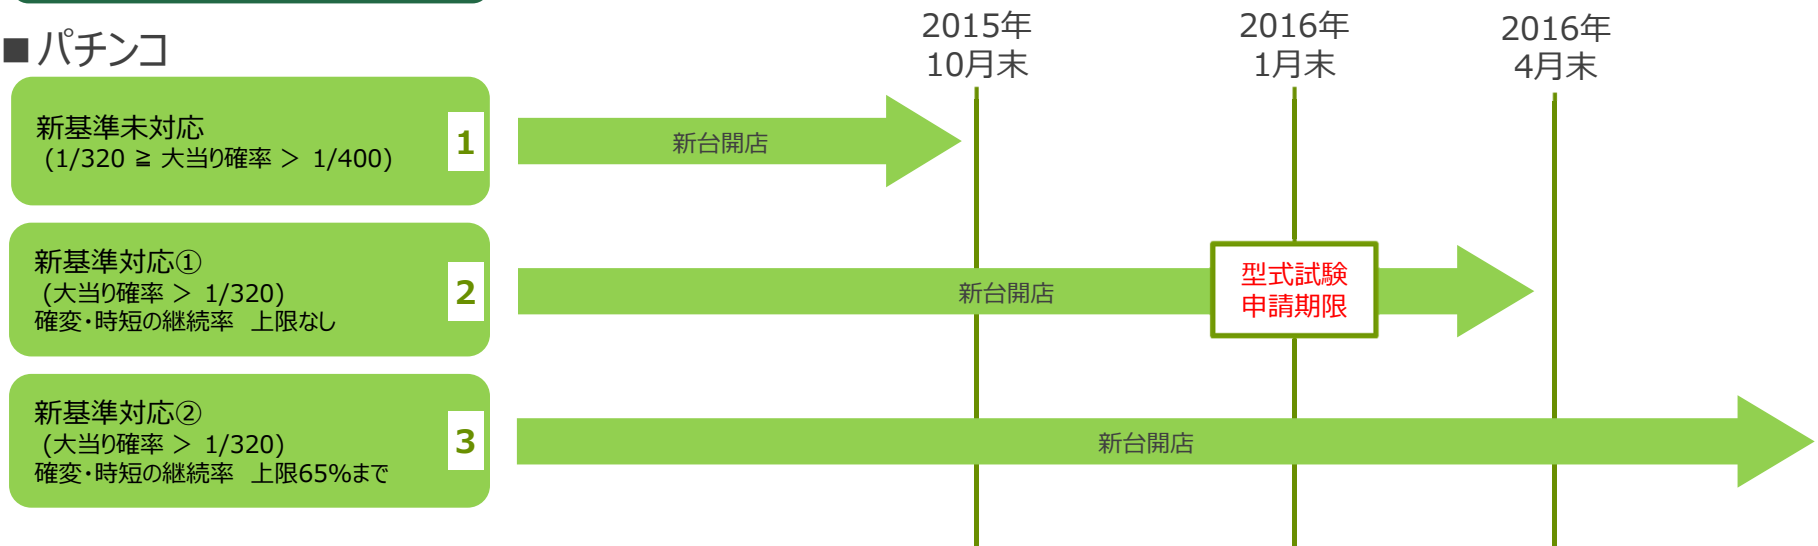 ■パチンコ
2015年
10月末
2016年
1月末
2016年
4月末
新基準未対応
(1/320 ≧ 大当り確率 > 1/400)
1
新台開店
新基準対応①
(大当り確率 > 1/320)
確変・時短の継続率 上限なし
2
新台開店
型式試験
申請期限
新基準対応②
(大当り確率 > 1/320)
確変・時短の継続率 上限65%まで
3
新台開店